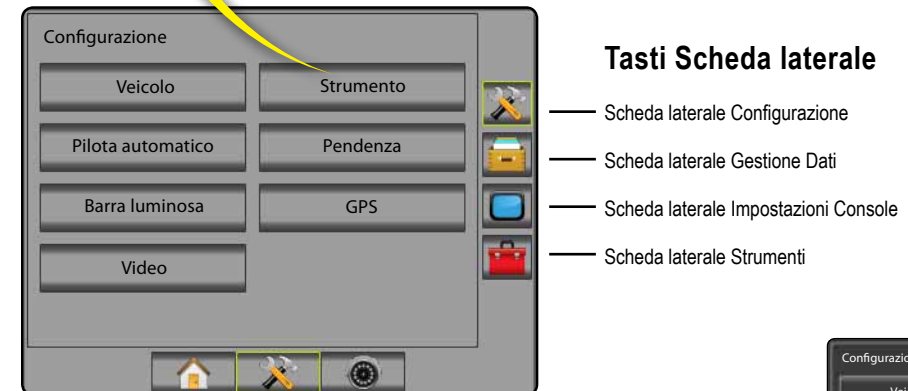 Configurazione
Veicolo
Strumento
Pilota automatico
Pendenza
Barra luminosa
GPS
Video
Tasti Scheda laterale
Scheda laterale Configurazione
Scheda laterale Gestione Dati
Scheda laterale Impostazioni Console
Scheda laterale Strumenti